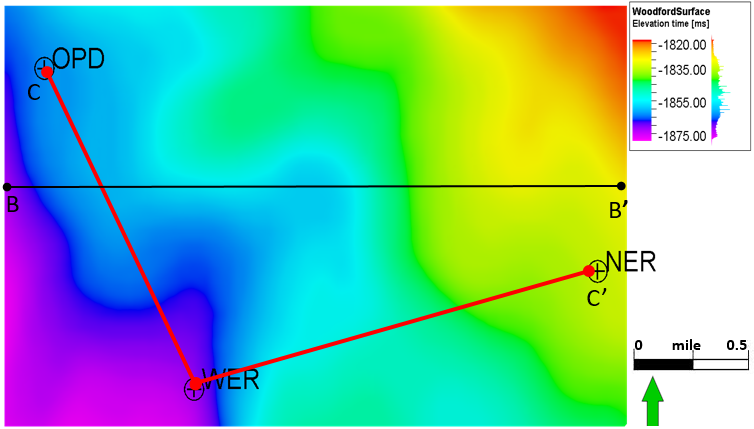 WoodfordSurface
Elevation time [ms]
-1820.00
-1835.00
-1855.00
-1875.00
OPD
C
B
B’
NER
C’
WER
0 mile 0.5